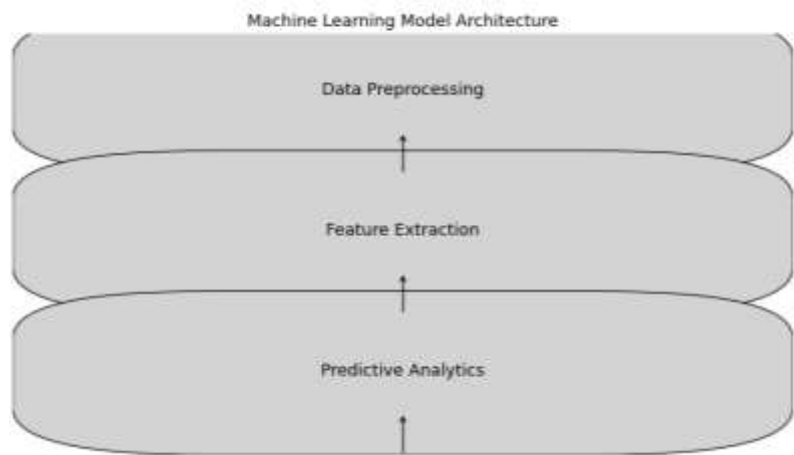 Machine Learning Model Architecture
Data Preprocessing
Feature Extraction
Predictive Analytics